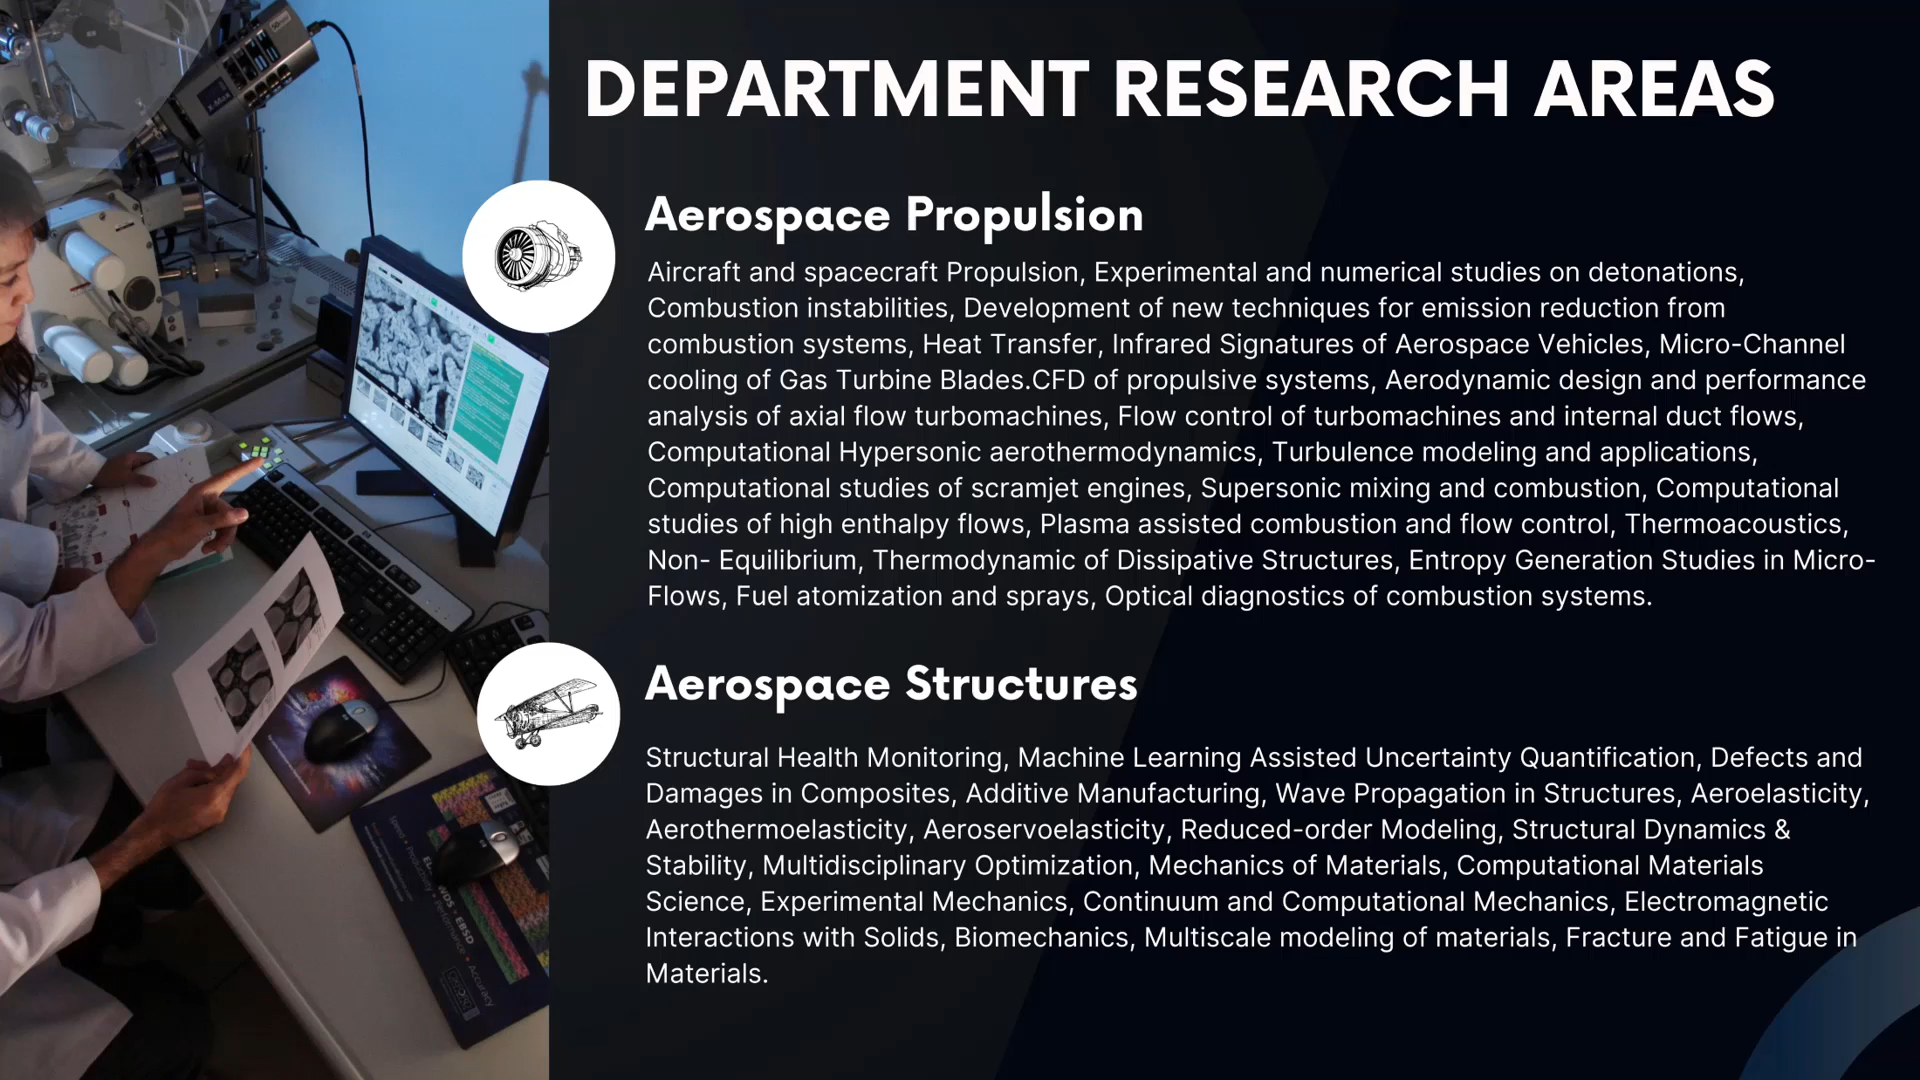 DEPARTMENT RESEARCH AREAS
Aerospace Propulsion
Aircraft and spacecraft Propulsion, Experimental and numerical studies on detonations,
Combustion instabilities, Development of new techniques for emission reduction from
combustion systems, Heat Transfer, Infrared Signatures of Aerospace Vehicles, Micro-Channel
cooling of Gas Turbine Blades.CFD of propulsive systems, Aerodynamic design and performance
analysis of axial flow turbomachines, Flow control of turbomachines and internal duct flows,
Computational Hypersonic aerothermodynamics, Turbulence modeling and applications,
Computational studies of scramjet engines, Supersonic mixing and combustion, Computational
studies of high enthalpy flows, Plasma assisted combustion and flow control, Thermoacoustics,
Non- Equilibrium, Thermodynamic of Dissipative Structures, Entropy Generation Studies in Micro-
Flows, Fuel atomization and sprays, Optical diagnostics of combustion systems.
Aerospace Structures
Structural Health Monitoring, Machine Learning Assisted Uncertainty Quantification, Defects and
Damages in Composites, Additive Manufacturing, Wave Propagation in Structures, Aeroelasticity,
Aerothermoelasticity, Aeroservoelasticity, Reduced-order Modeling, Structural Dynamics &
Stability, Multidisciplinary Optimization, Mechanics of Materials, Computational Materials
Science, Experimental Mechanics, Continuum and Computational Mechanics, Electromagnetic
Interactions with Solids, Biomechanics, Multiscale modeling of materials, Fracture and Fatigue in
Materials.
X-Max
EBSD
Accuracy